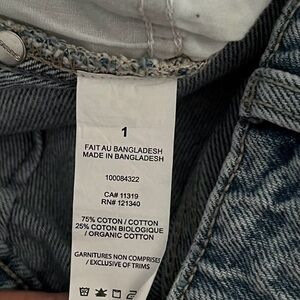 1
FAIT AU BANGLADESH
MADE IN BANGLADESH
100084322
CA# 11319
RN# 121340
75% COTON / COTTON
25% COTON BIOLOGIQUE
/ ORGANIC COTTON
GARNITURES NON COMPRISES
/ EXCLUSIVE OF TRIMS